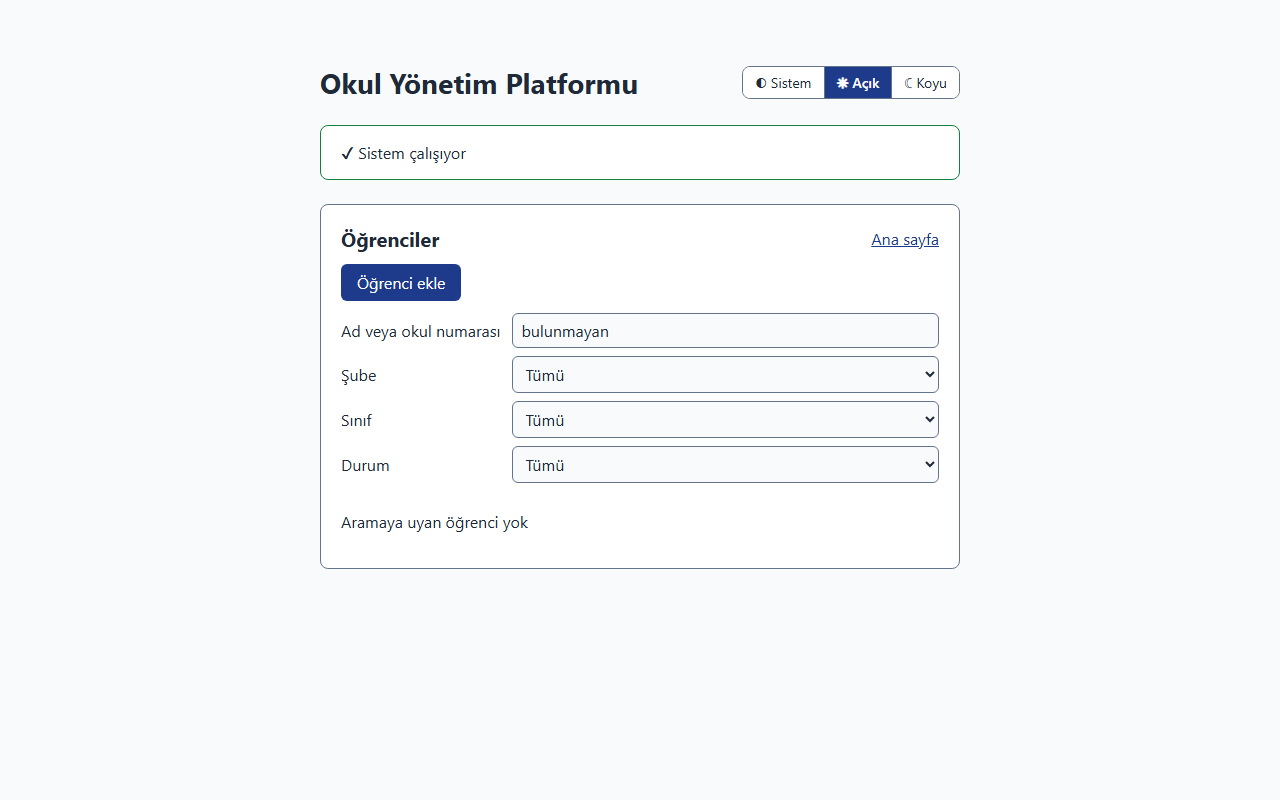 Okul Yönetim Platformu
◐ Sistem ❋ Açık ☾ Koyu
✓ Sistem çalışıyor
Öğrenciler Ana sayfa
Öğrenci ekle
Ad veya okul numarası bulunmayan
Şube Tümü
Sınıf Tümü
Durum Tümü
Aramaya uyan öğrenci yok